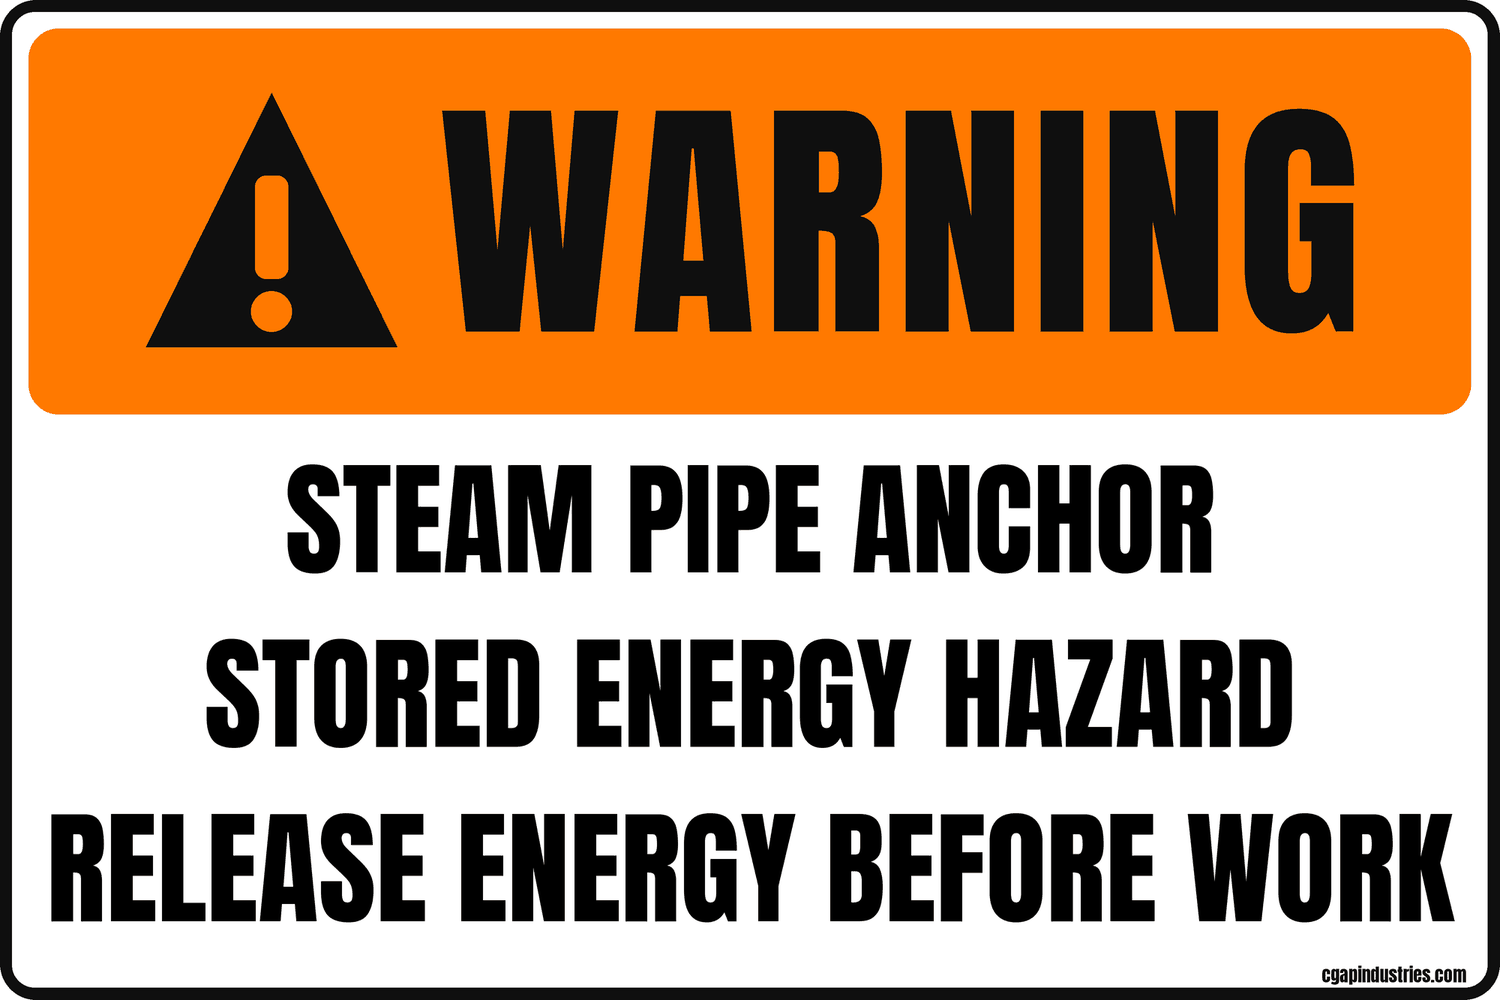 WARNING
STEAM PIPE ANCHOR
STORED ENERGY HAZARD
RELEASE ENERGY BEFORE WORK
cgapindustries.com